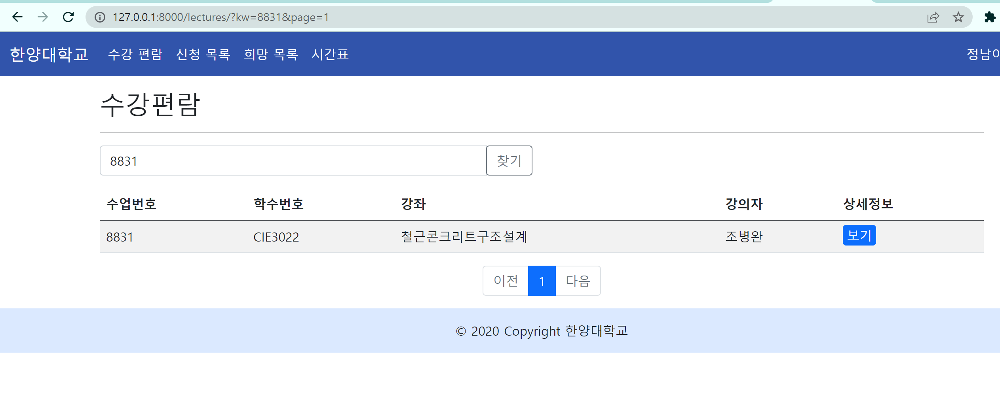 127.0.0.1:8000/lectures/?kw=8831&page=1
한양대학교 수강 편람 신청 목록 희망 목록 시간표
수강편람
8831 찾기
수업번호 학수번호 강좌 강의자 상세정보
8831 CIE3022 철근콘크리트구조설계 조병완 보기
이전 1 다음
© 2020 Copyright 한양대학교